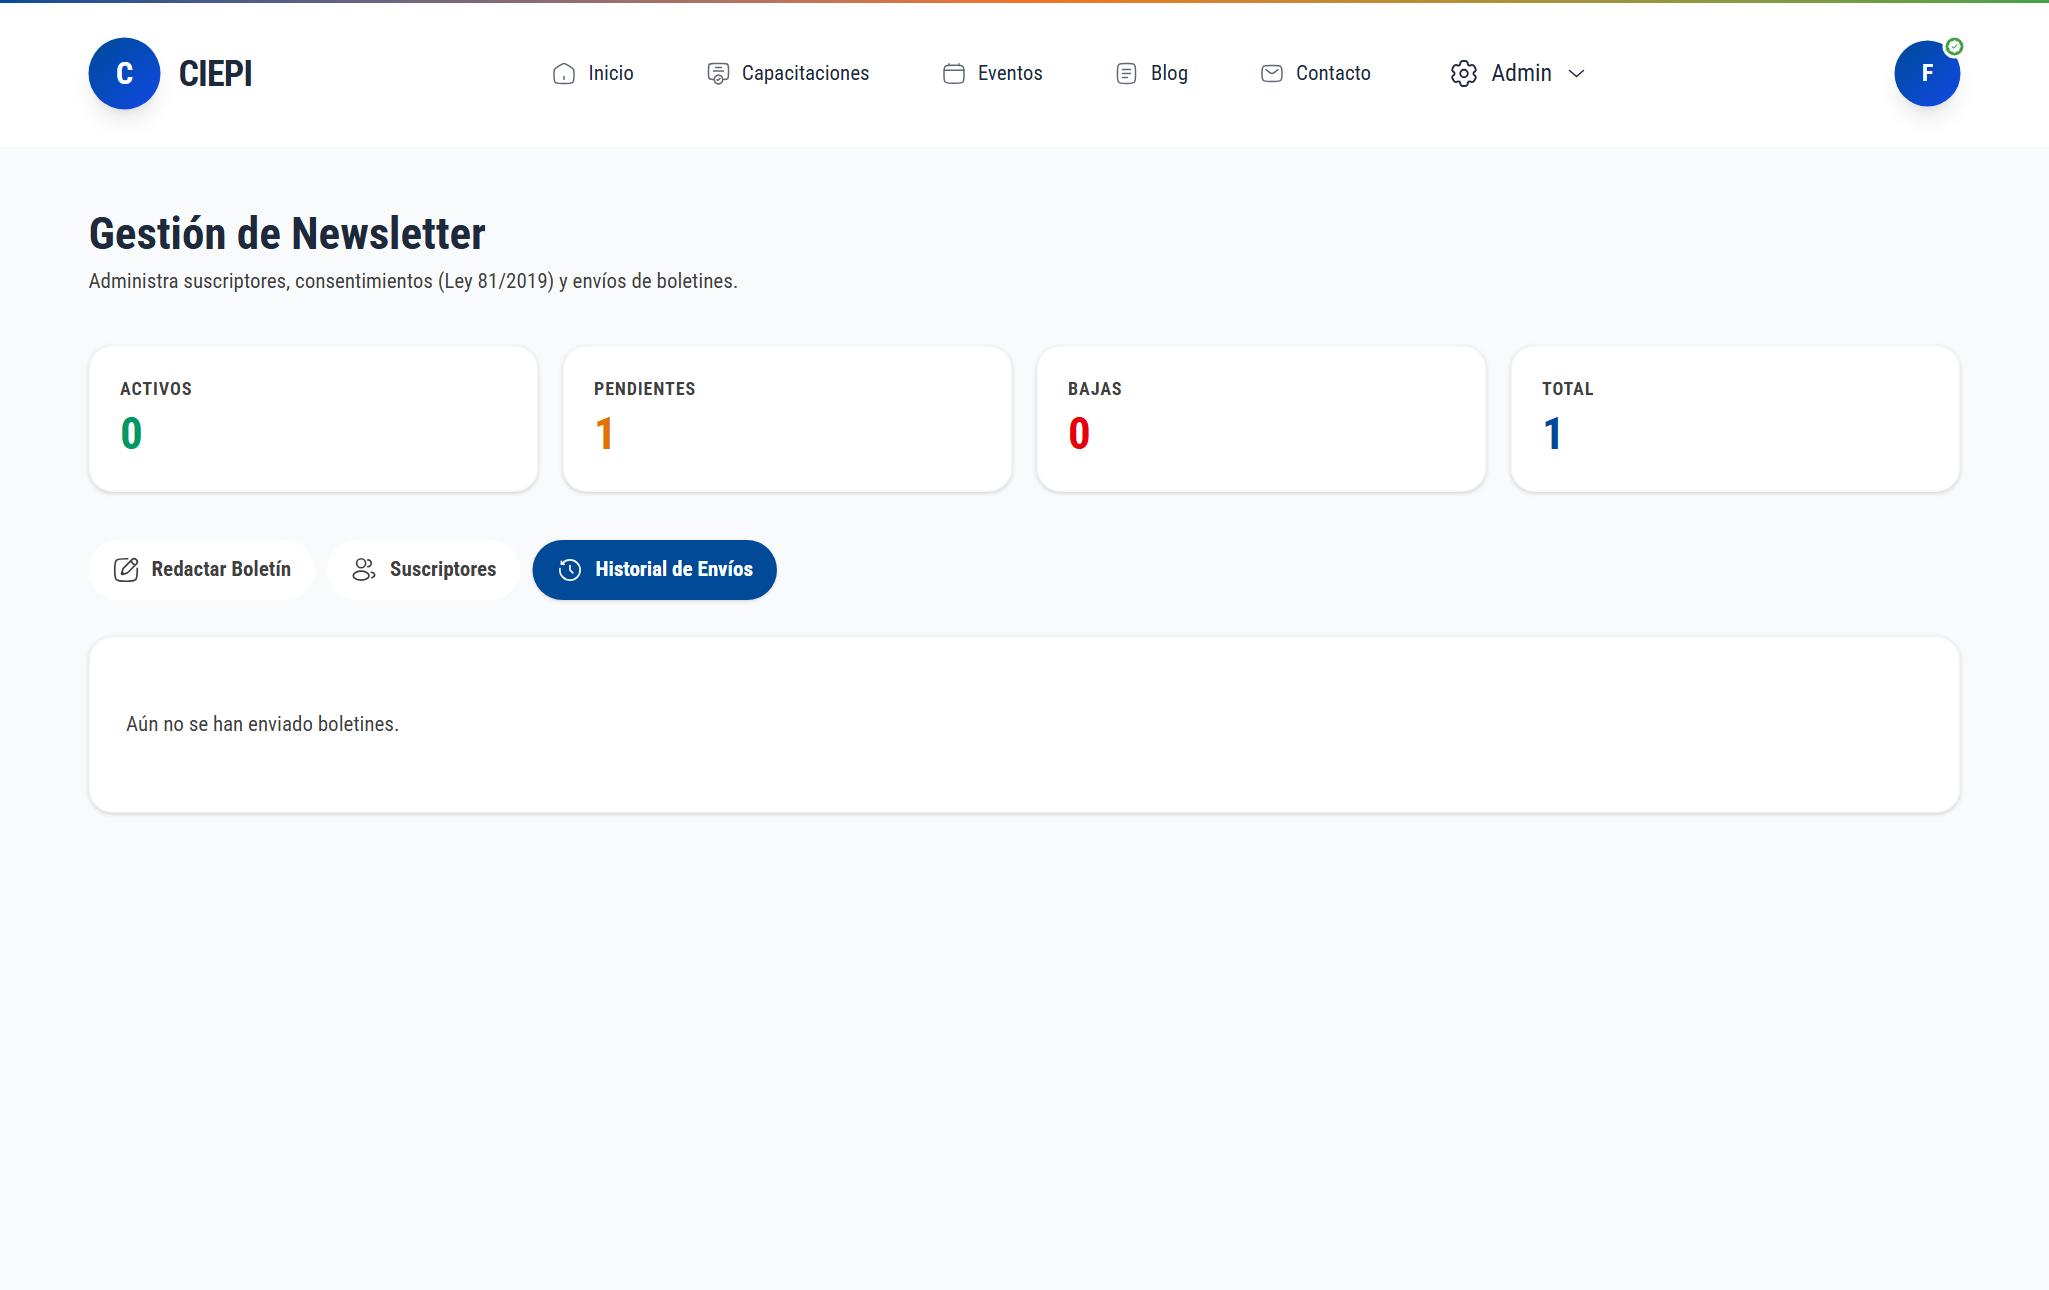 C CIEPI Inicio Capacitaciones Eventos Blog Contacto Admin F
Gestión de Newsletter
Administra suscriptores, consentimientos (Ley 81/2019) y envíos de boletines.
ACTIVOS PENDIENTES BAJAS TOTAL
0 1 0 1
Redactar Boletín Suscriptores Historial de Envíos
Aún no se han enviado boletines.